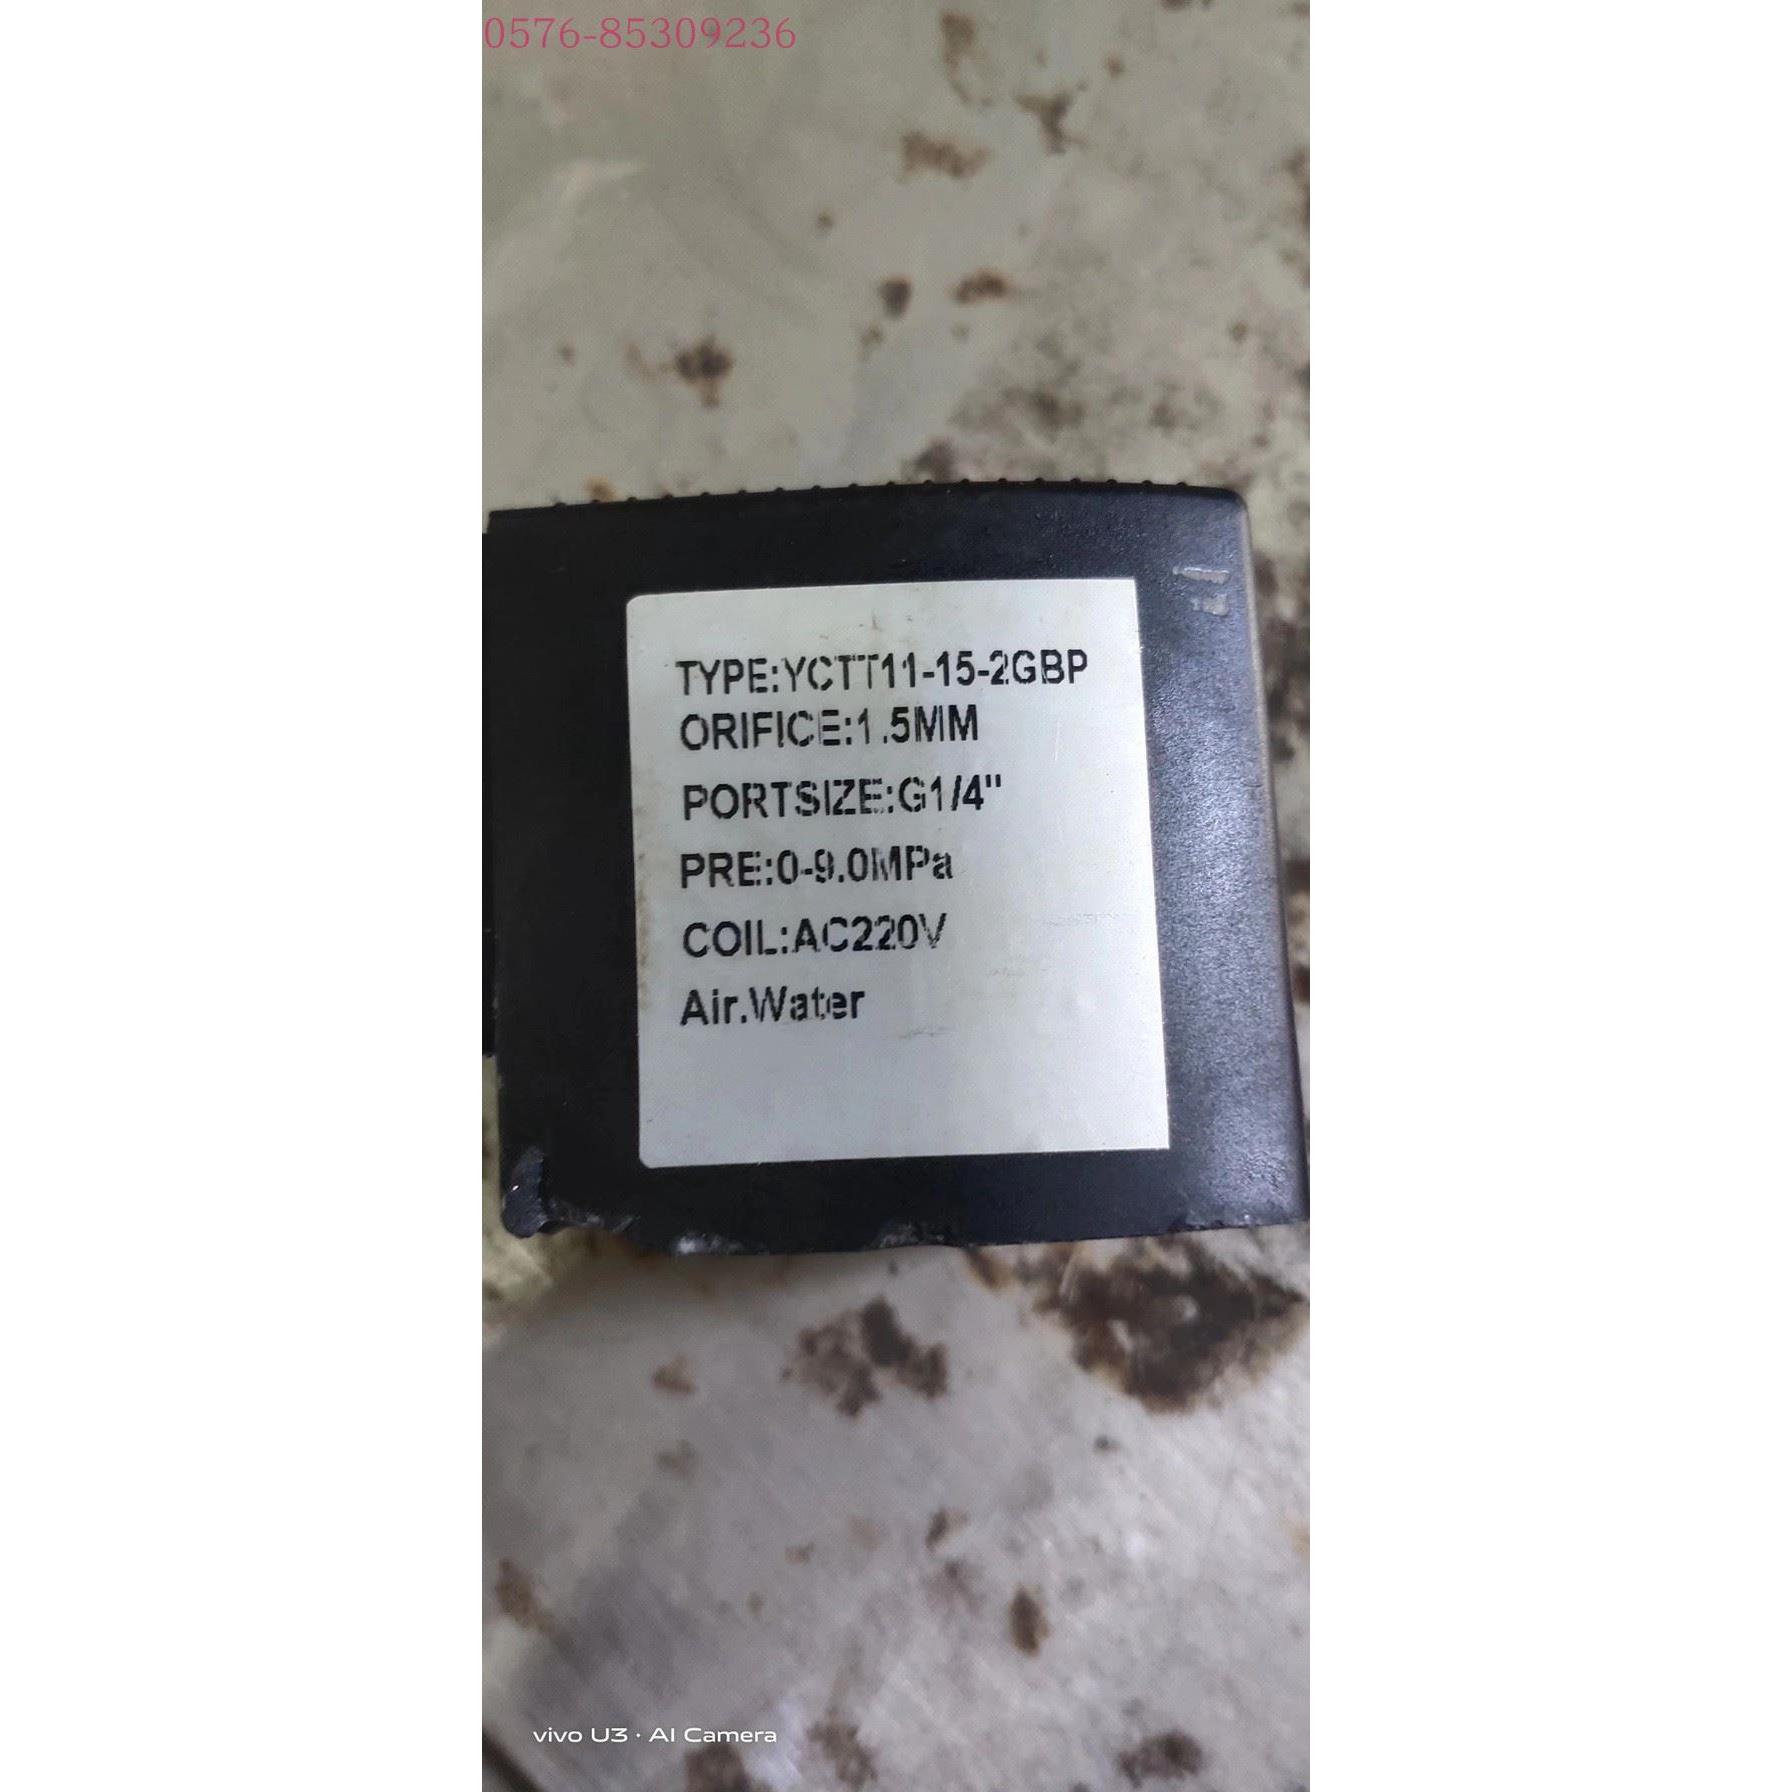 0576-85309236
TYPE:YCTT11-15-2GBP
ORIFICE:1.5MM
PORTSIZE:G1/4"
PRE:0-9.0MPa
COIL:AC220V
Air.Water
vivo U3 · AI Camera